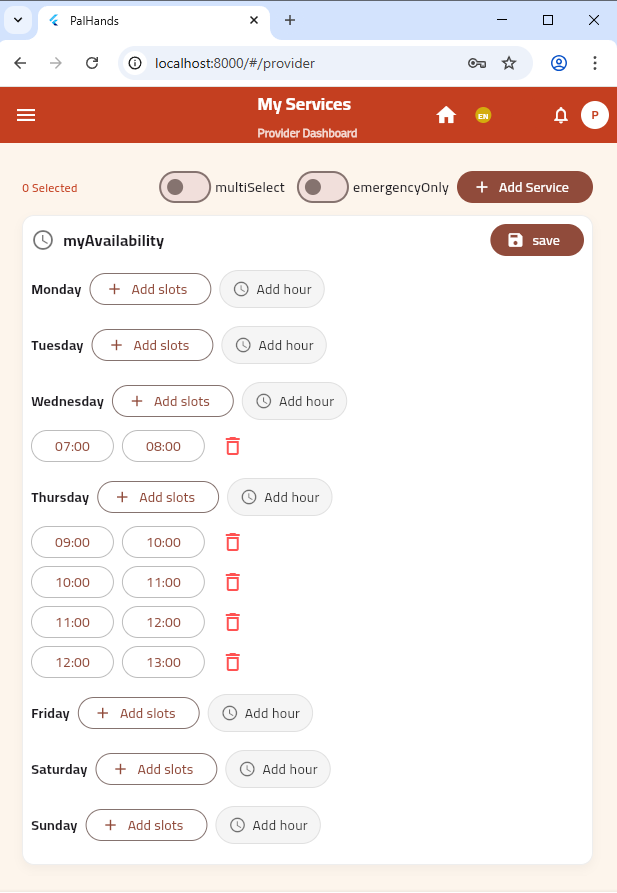 PalHands
localhost:8000/#/provider
My Services
Provider Dashboard
EN
P
0 Selected
multiSelect
emergencyOnly
Add Service
myAvailability
save
Monday Add slots Add hour
Tuesday Add slots Add hour
Wednesday Add slots Add hour
07:00 08:00
Thursday Add slots Add hour
09:00 10:00
10:00 11:00
11:00 12:00
12:00 13:00
Friday Add slots Add hour
Saturday Add slots Add hour
Sunday Add slots Add hour